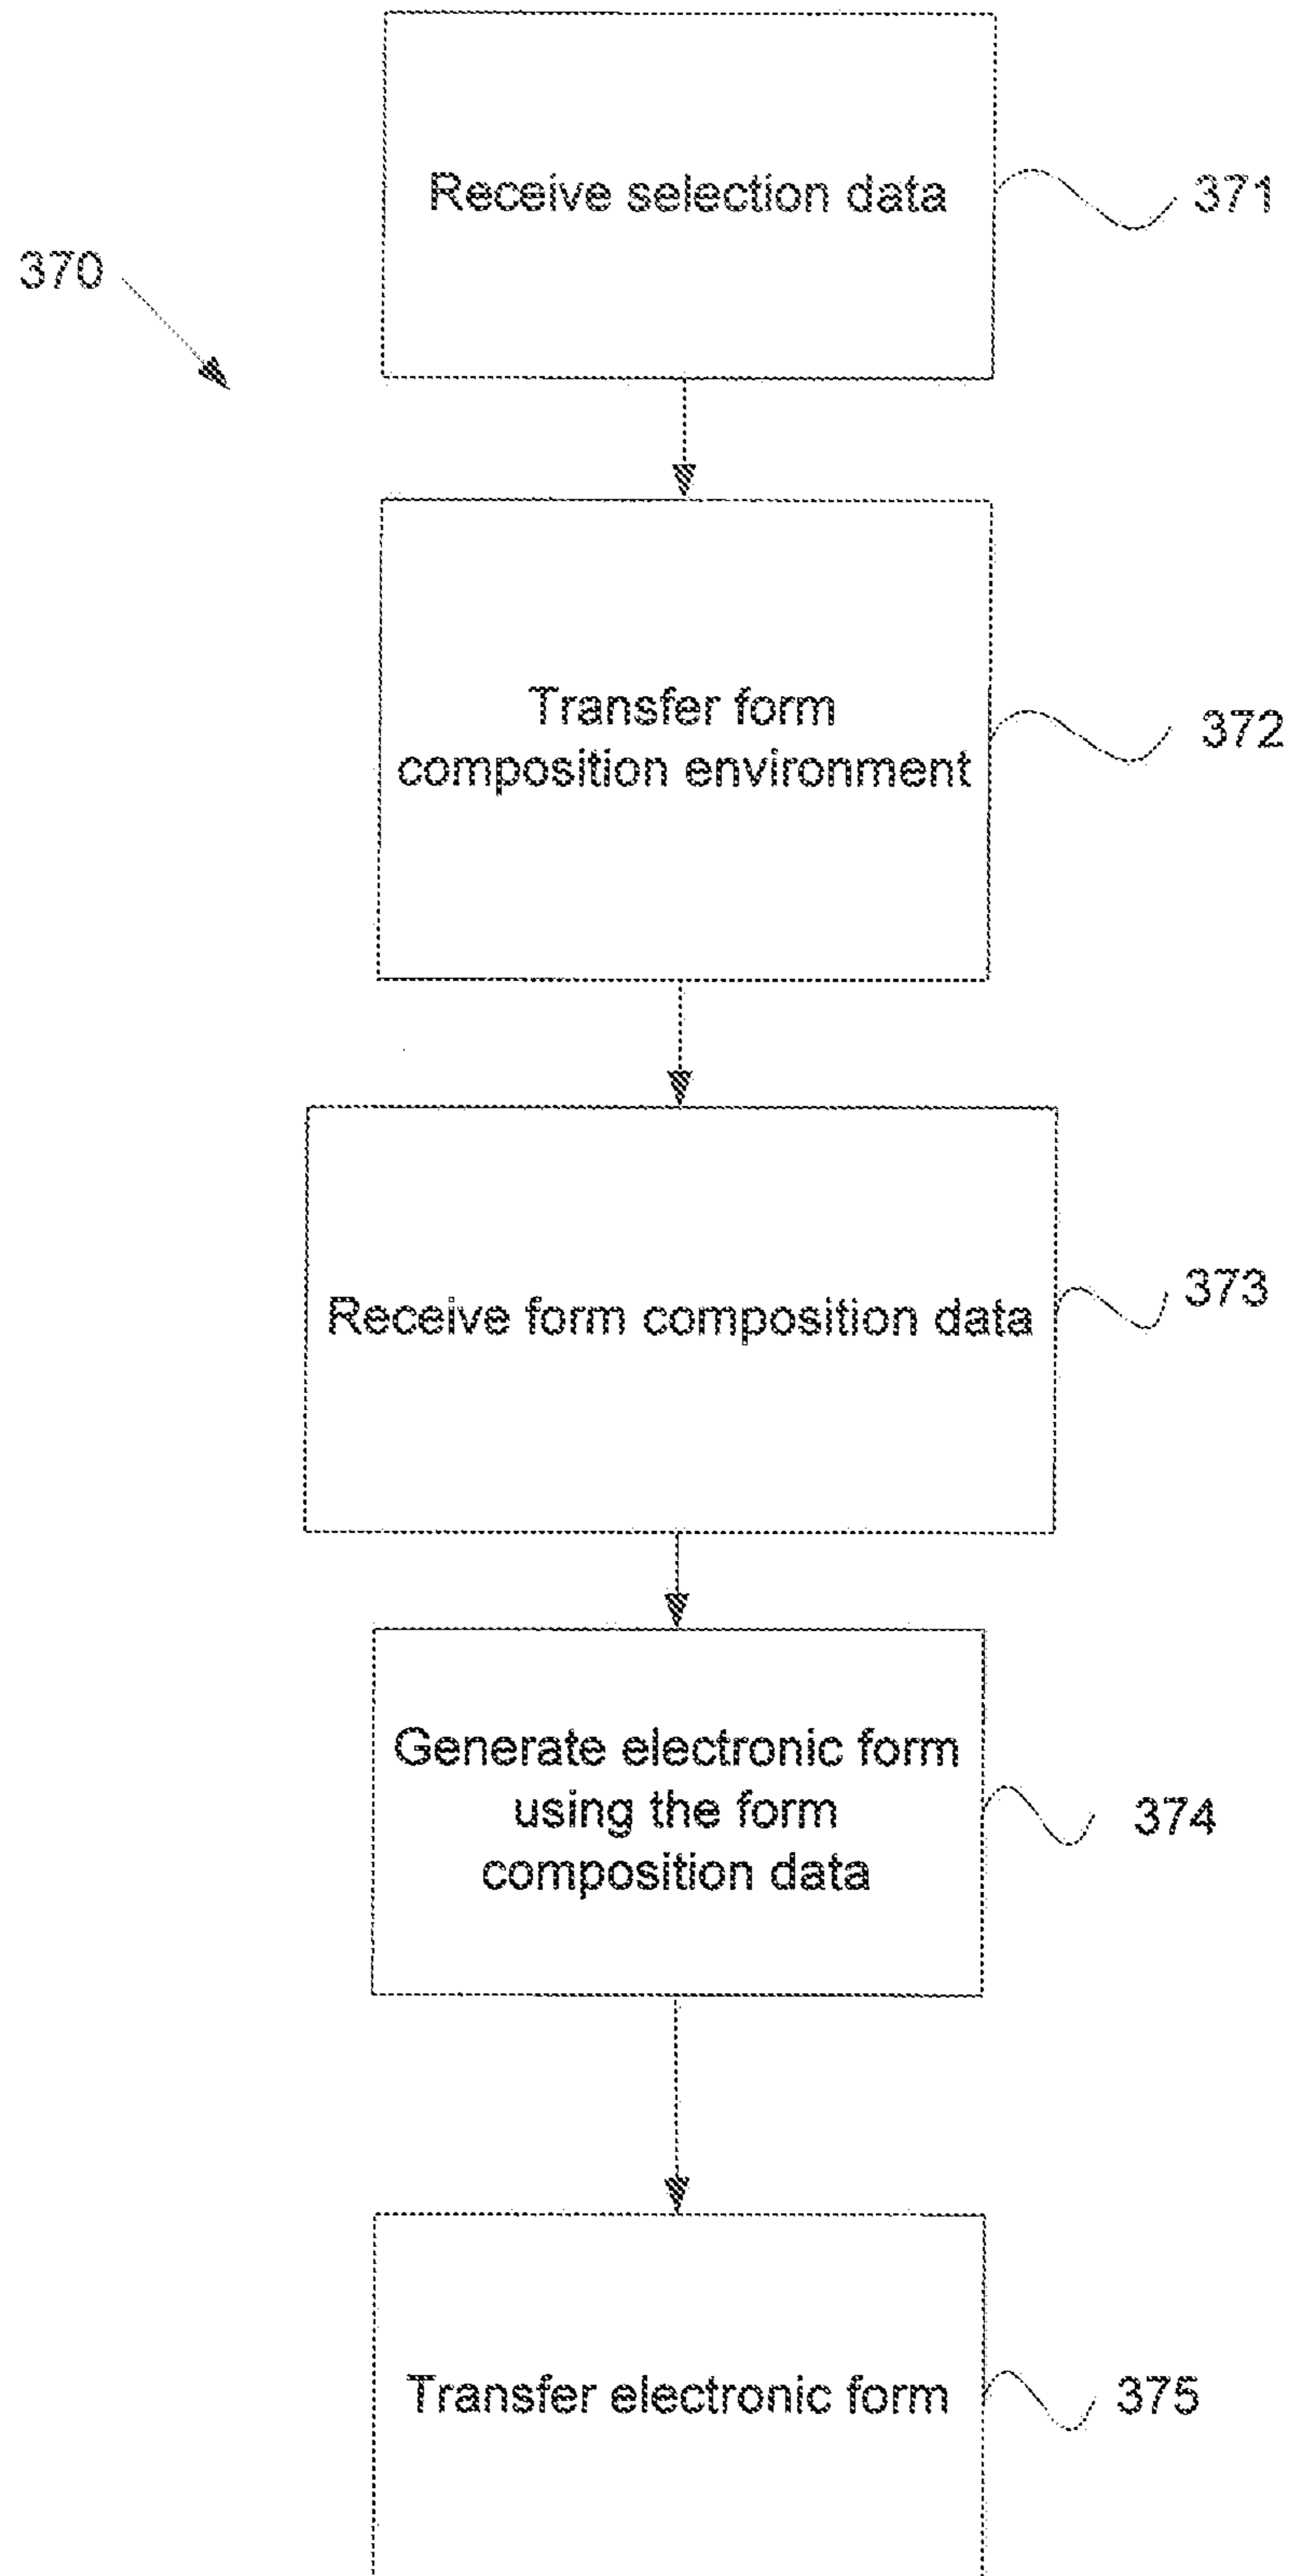 Receive selection data
371
370
Transfer form
composition environment
372
Receive form composition data
373
Generate electronic form
using the form
composition data
374
Transfer electronic form
375